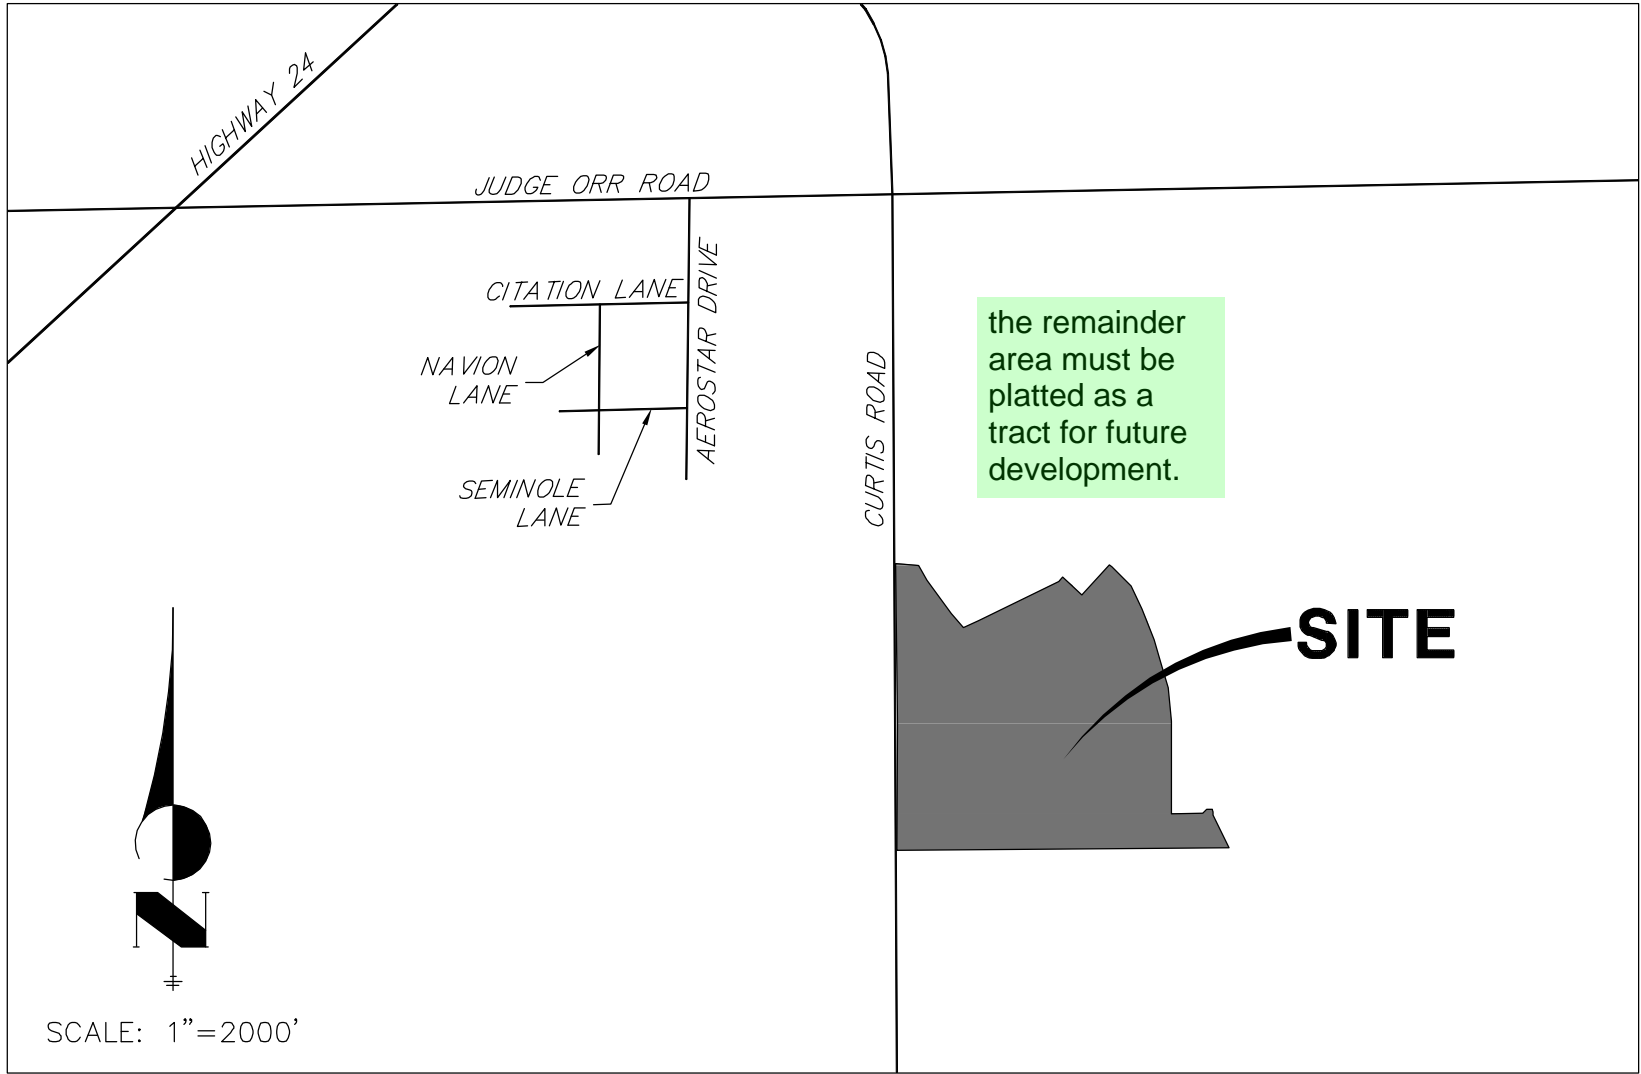 HIGHWAY 24
JUDGE ORR ROAD
CITATION LANE
AEROSTAR DRIVE
NAVION
LANE
SEMINOLE
LANE
CURTIS ROAD
the remainder
area must be
platted as a
tract for future
development.
SITE
N
SCALE: 1"=2000'